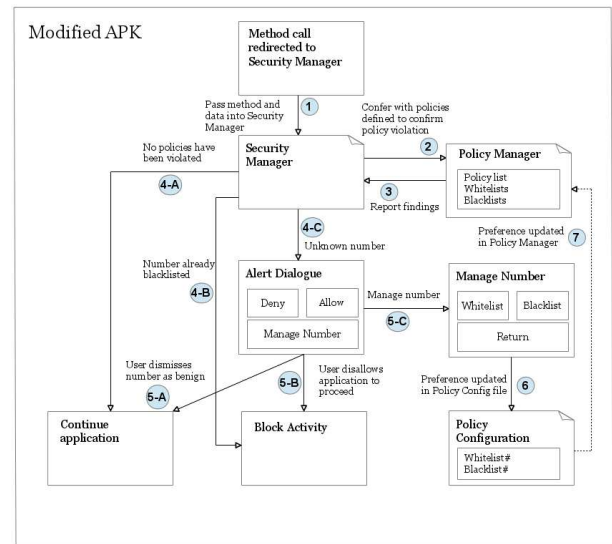 Modified APK
Method call
redirected to
Security Manager
Pass method and
data into Security
Manager
1
Confer with policies
defined to confirm
policy violation
2
No policies have
been violated
4-A
Security
Manager
3
Report findings
Policy Manager
Policy list
Whitelists
Blacklists
4-C
Unknown number
Preference updated
in Policy Manager
7
Number already
blacklisted
4-B
Alert Dialogue
Deny
Allow
Manage Number
Manage number
5-C
Manage Number
Whitelist
Blacklist
Return
User dismisses
number as benign
5-A
5-B
User disallows
application to
proceed
Preference updated
in Policy Config file
6
Continue
application
Block Activity
Policy
Configuration
Whitelist#
Blacklist#